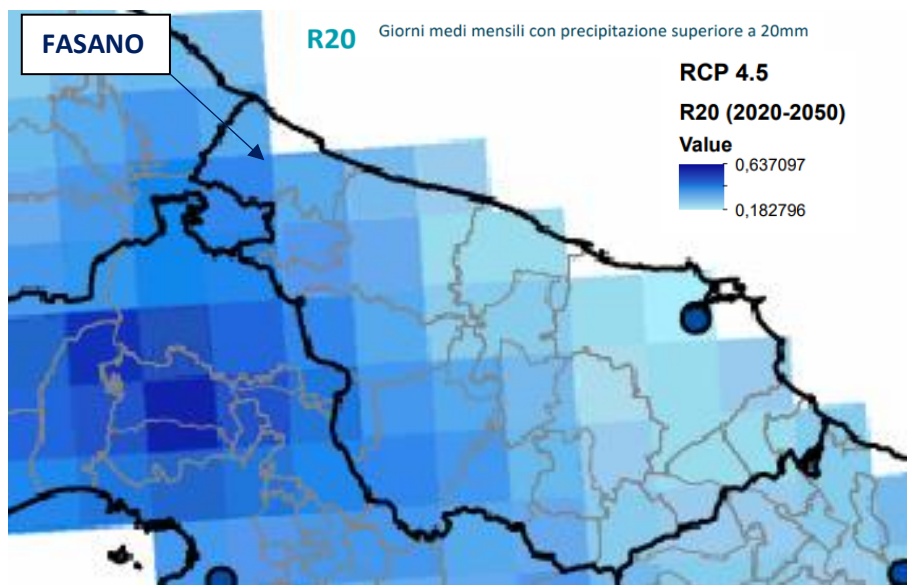 FASANO
R20 Giorni medi mensili con precipitazione superiore a 20mm
RCP 4.5
R20 (2020-2050)
Value
0,637097
0,182796